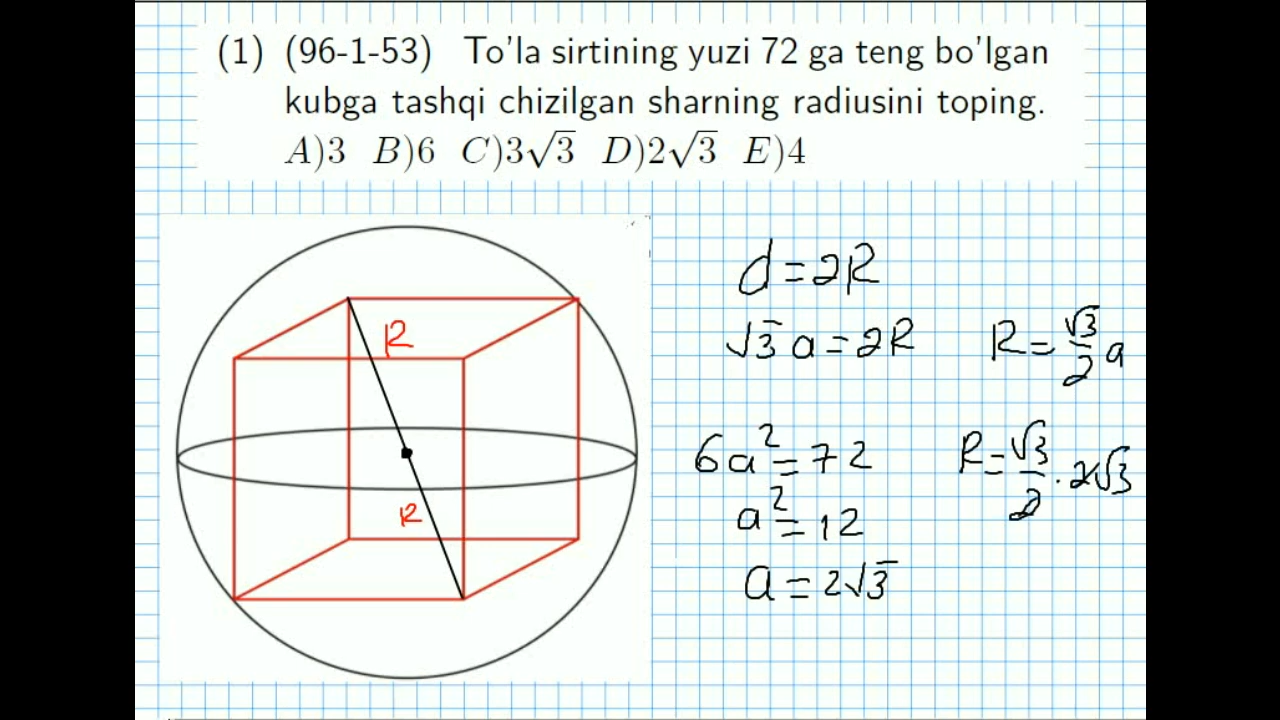 (1) (96-1-53) To'la sirtining yuzi 72 ga teng bo'lgan
kubga tashqi chizilgan sharning radiusini toping.
A)3 B)6 C)3√3 D)2√3 E)4
R
R
d=2R
√3 a=2R
R=√3/2 a
6a²=72
a²=12
a=2√3
R=√3/2·2√3